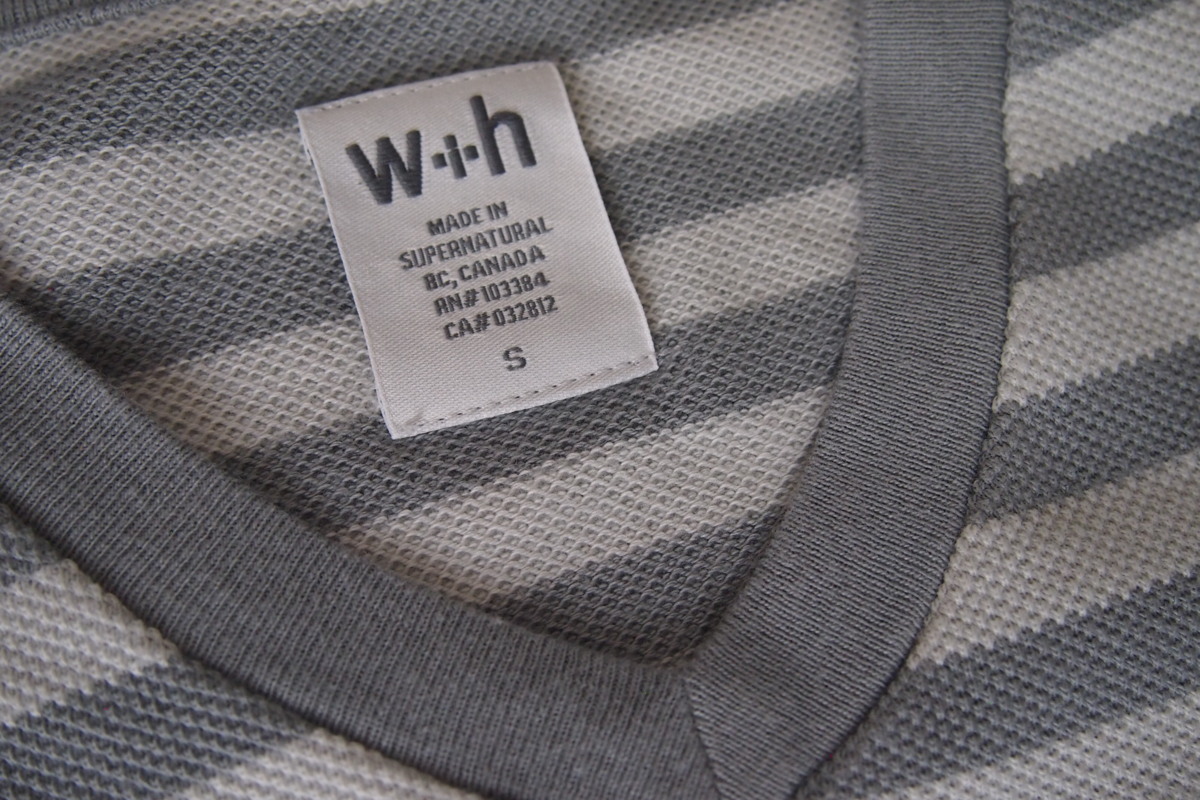 w+h
MADE IN
SUPERNATURAL
BC, CANADA
RN# 103384
CA# 032812
S